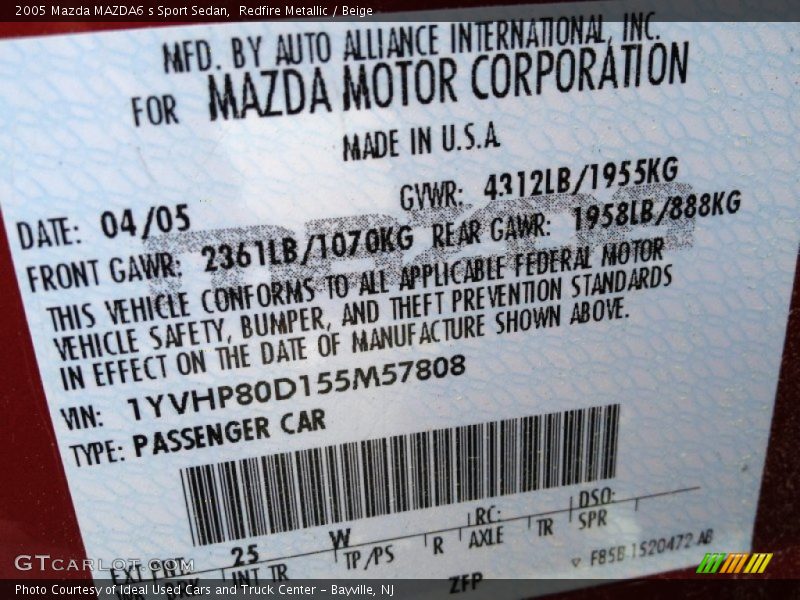 2005 Mazda MAZDA6 s Sport Sedan, Redfire Metallic / Beige
MFD. BY AUTO ALLIANCE INTERNATIONAL, INC.
FOR MAZDA MOTOR CORPORATION
MADE IN U.S.A.
DATE: 04/05 GVWR: 4312LB/1955KG
FRONT GAWR: 2361LB/1070KG REAR GAWR: 1958LB/888KG
THIS VEHICLE CONFORMS TO ALL APPLICABLE FEDERAL MOTOR
VEHICLE SAFETY, BUMPER, AND THEFT PREVENTION STANDARDS
IN EFFECT ON THE DATE OF MANUFACTURE SHOWN ABOVE.
VIN: 1YVHP80D155M57808
TYPE: PASSENGER CAR
RC: DSO:
25 W
EXT PNT INT TR TP/PS R AXLE TR SPR
ZFP F85B 1520472 AB
GTCARLOT.COM
Photo Courtesy of Ideal Used Cars and Truck Center – Bayville, NJ